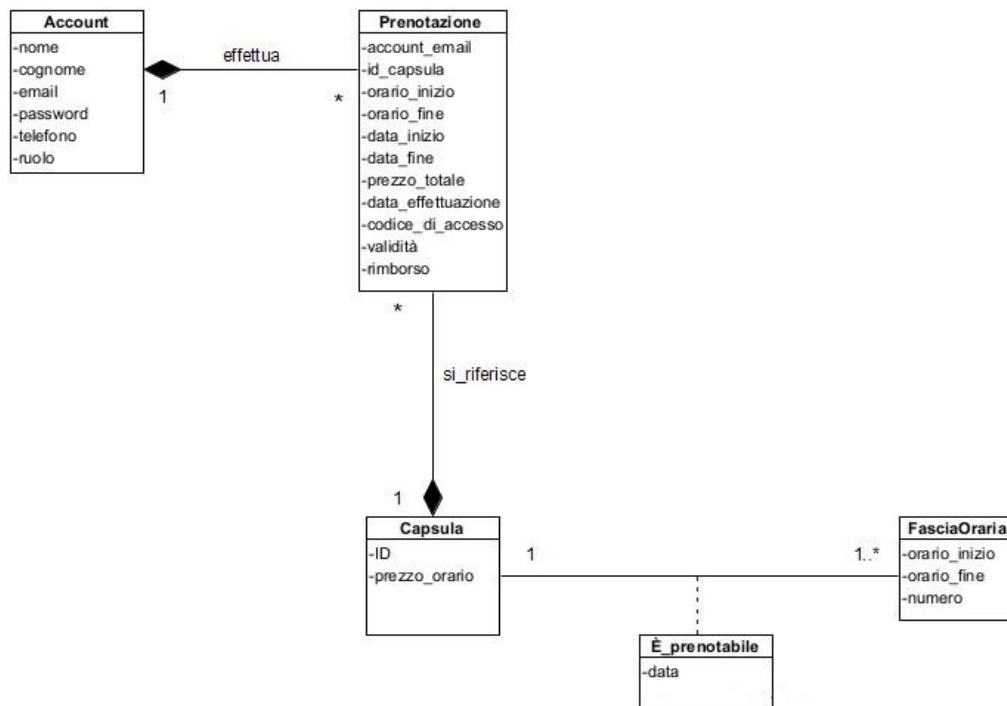 Account
-nome
-cognome
-email
-password
-telefono
-ruolo
effettua
1
*
Prenotazione
-account_email
-id_capsula
-orario_inizio
-orario_fine
-data_inizio
-data_fine
-prezzo_totale
-data_effettuazione
-codice_di_accesso
-validità
-rimborso
*
si_riferisce
1
Capsula
-ID
-prezzo_orario
1
1..*
FasciaOraria
-orario_inizio
-orario_fine
-numero
È_prenotabile
-data